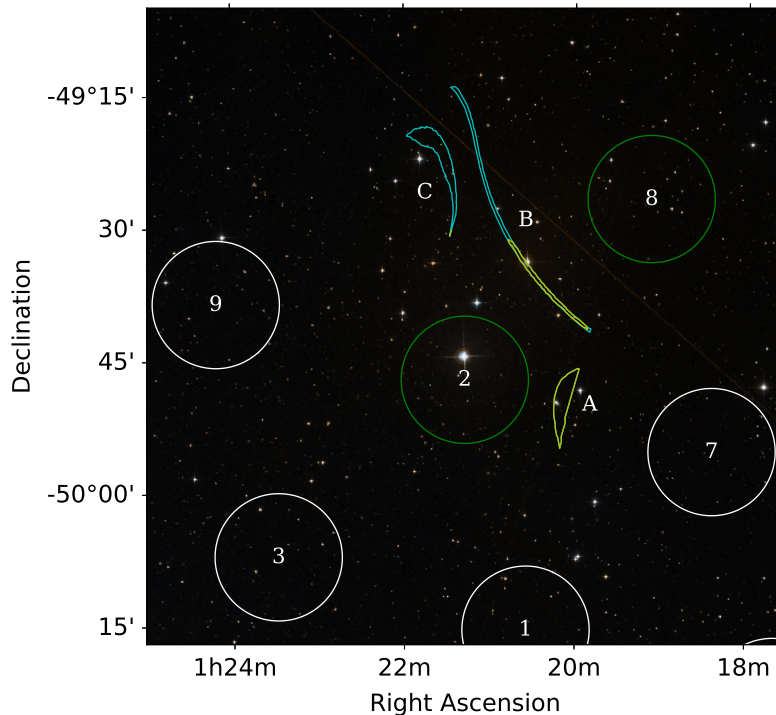 -49°15'
8
C
B
30'
9
2
45'
A
7
-50°00'
3
1
15'
1h24m
22m
20m
18m
Right Ascension
Declination